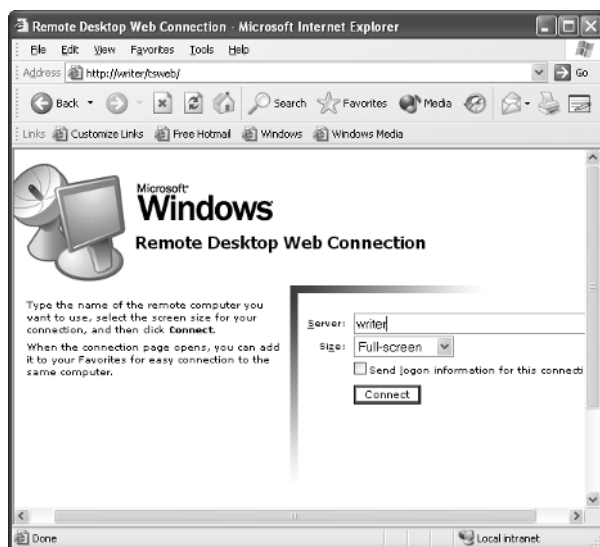 Remote Desktop Web Connection - Microsoft Internet Explorer
File Edit View Favorites Tools Help
Address http://writer/tsweb/ Go
Back Search Favorites Media
Links Customize Links Free Hotmail Windows Windows Media
Microsoft
Windows
Remote Desktop Web Connection
Type the name of the remote computer you
want to use, select the screen size for your
connection, and then click Connect.
When the connection page opens, you can add
it to your Favorites for easy connection to the
same computer.
Server: writer
Size: Full-screen
Send logon information for this connecti
Connect
Done Local intranet